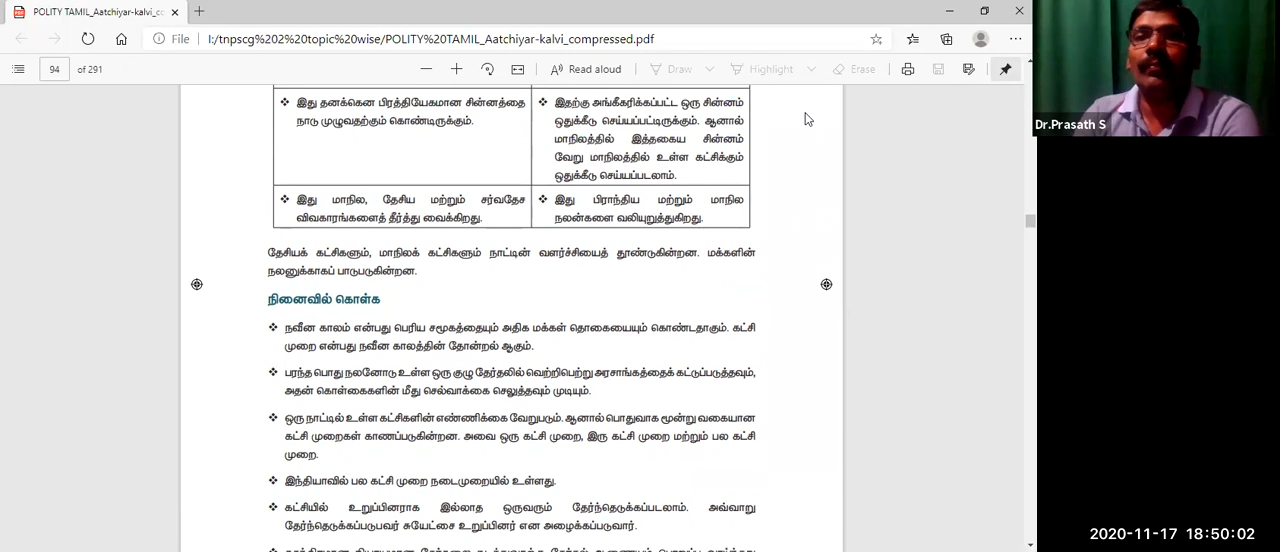 POLITY TAMIL_Aatchiyar-kalvi_co
File
I:/tnpscg%202%20topic%20wise/POLITY%20TAMIL_Aatchiyar-kalvi_compressed.pdf
94 of 291
Read aloud
Draw
Highlight
Erase
Dr.Prasath S
இது தனக்கென பிரத்தியேகமான சின்னத்தை
நாடு முழுவதற்கும் கொண்டிருக்கும்.
இதற்கு அங்கீகரிக்கப்பட்ட ஒரு சின்னம்
ஒதுக்கீடு செய்யப்பட்டிருக்கும். ஆனால்
மாநிலத்தில் இத்தகைய சின்னம்
வேறு மாநிலத்தில் உள்ள கட்சிக்கும்
ஒதுக்கீடு செய்யப்படலாம்.
இது மாநில, தேசிய மற்றும் சர்வதேச
விவகாரங்களைத் தீர்த்து வைக்கிறது.
இது பிராந்திய மற்றும் மாநில
நலன்களை வலியுறுத்துகிறது.
தேசியக் கட்சிகளும், மாநிலக் கட்சிகளும் நாட்டின் வளர்ச்சியைத் தூண்டுகின்றன. மக்களின்
நலனுக்காகப் பாடுபடுகின்றன.
நினைவில் கொள்க
நவீன காலம் என்பது பெரிய சமூகத்தையும் அதிக மக்கள் தொகையையும் கொண்டதாகும். கட்சி
முறை என்பது நவீன காலத்தின் தோன்றல் ஆகும்.
பரந்த பொது நலனோடு உள்ள ஒரு குழு தேர்தலில் வெற்றிபெற்று அரசாங்கத்தைக் கட்டுப்படுத்தவும்,
அதன் கொள்கைகளின் மீது செல்வாக்கை செலுத்தவும் முடியும்.
ஒரு நாட்டில் உள்ள கட்சிகளின் எண்ணிக்கை வேறுபடும். ஆனால் பொதுவாக மூன்று வகையான
கட்சி முறைகள் காணப்படுகின்றன. அவை ஒரு கட்சி முறை, இரு கட்சி முறை மற்றும் பல கட்சி
முறை.
இந்தியாவில் பல கட்சி முறை நடைமுறையில் உள்ளது.
கட்சியில் உறுப்பினராக இல்லாத ஒருவரும் தேர்ந்தெடுக்கப்படலாம். அவ்வாறு
தேர்ந்தெடுக்கப்படுபவர் சுயேட்சை உறுப்பினர் என அழைக்கப்படுவார்.
2020-11-17 18:50:02